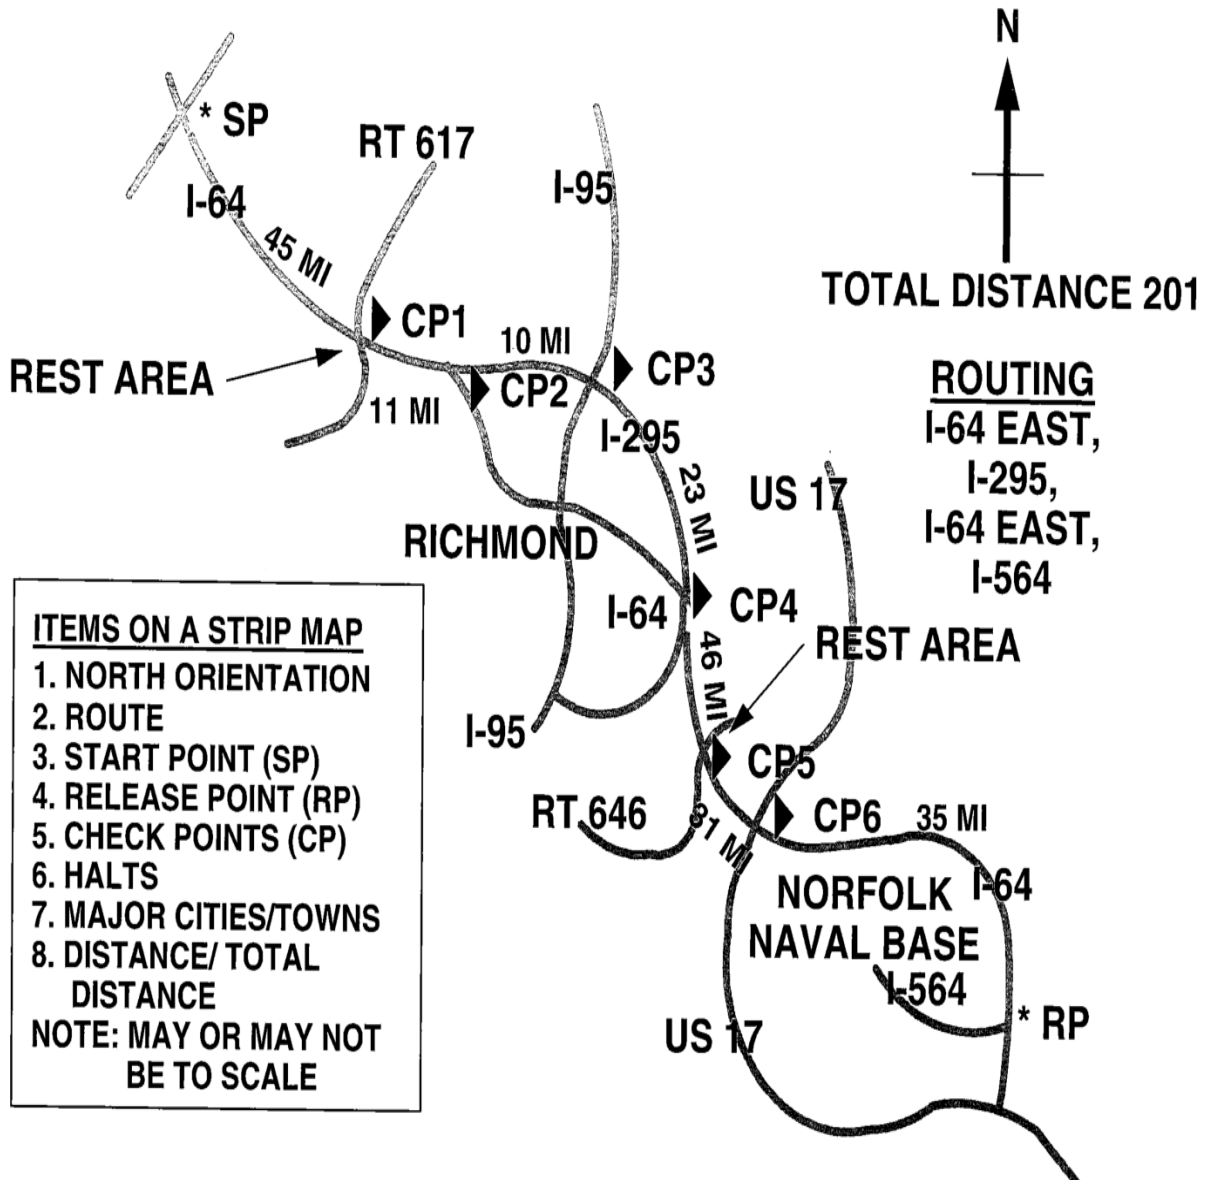 N
* SP
RT 617
I-95
I-64
45 MI
TOTAL DISTANCE 201
CP1
10 MI
REST AREA
CP2
CP3
11 MI
ROUTING
I-64 EAST,
I-295,
I-64 EAST,
I-564
I-295
23 MI
US 17
RICHMOND
I-64
CP4
REST AREA
46 MI
I-95
CP5
RT 646
31 MI
CP6
35 MI
I-64
NORFOLK
NAVAL BASE
I-564
* RP
US 17
ITEMS ON A STRIP MAP
1. NORTH ORIENTATION
2. ROUTE
3. START POINT (SP)
4. RELEASE POINT (RP)
5. CHECK POINTS (CP)
6. HALTS
7. MAJOR CITIES/TOWNS
8. DISTANCE/ TOTAL
DISTANCE
NOTE: MAY OR MAY NOT
BE TO SCALE